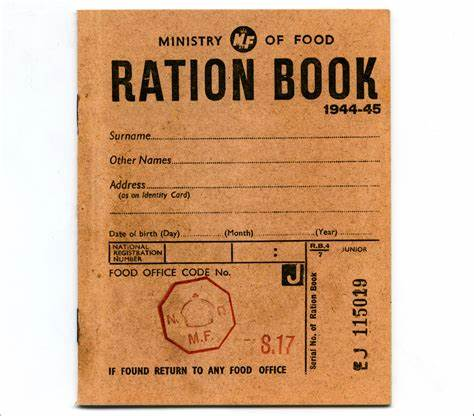 MINISTRY MF OF FOOD
RATION BOOK
1944-45
Surname
Other Names
Address
(as on Identity Card)
Date of birth (Day) (Month) (Year)
NATIONAL REGISTRATION NUMBER
R.B.4
2
JUNIOR
FOOD OFFICE CODE No.
J
Serial No. of Ration Book
EJ 115019
N. O
M.F.
- 8.17
IF FOUND RETURN TO ANY FOOD OFFICE